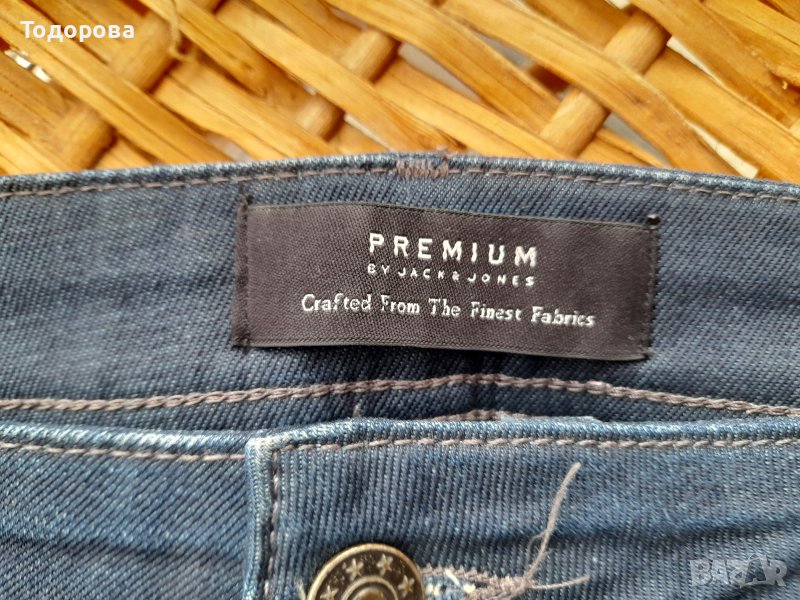 Тодорова
PREMIUM
BY JACK & JONES
Crafted From The Finest Fabrics
BAZAR